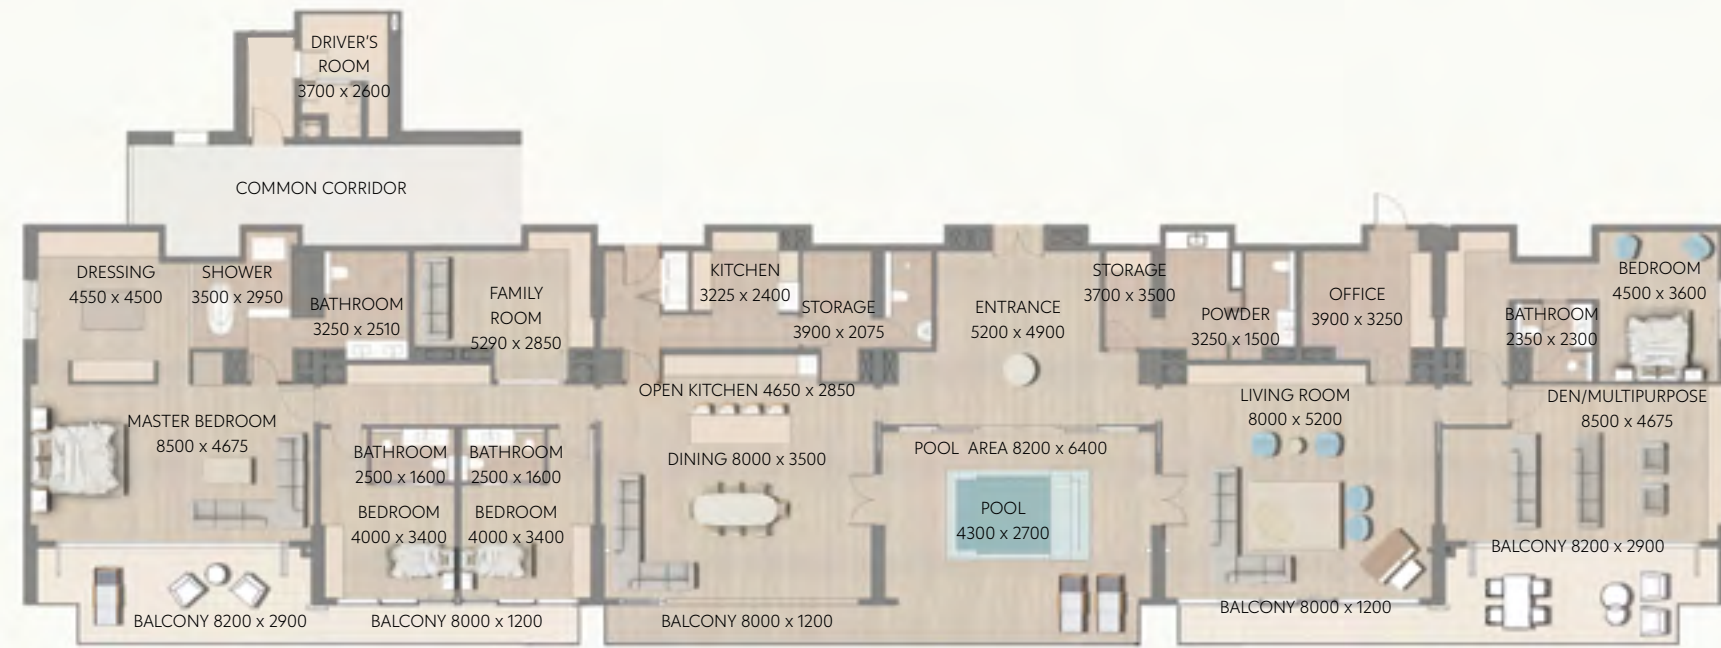 DRIVER'S
ROOM
3700 x 2600
COMMON CORRIDOR
DRESSING
4550 x 4500
SHOWER
3500 x 2950
BATHROOM
3250 x 2510
FAMILY
ROOM
5290 x 2850
KITCHEN
3225 x 2400
STORAGE
3900 x 2075
ENTRANCE
5200 x 4900
STORAGE
3700 x 3500
POWDER
3250 x 1500
OFFICE
3900 x 3250
BATHROOM
2350 x 2300
BEDROOM
4500 x 3600
MASTER BEDROOM
8500 x 4675
BATHROOM
2500 x 1600
BATHROOM
2500 x 1600
BEDROOM
4000 x 3400
BEDROOM
4000 x 3400
OPEN KITCHEN 4650 x 2850
DINING 8000 x 3500
POOL AREA 8200 x 6400
POOL
4300 x 2700
LIVING ROOM
8000 x 5200
DEN/MULTIPURPOSE
8500 x 4675
BALCONY 8200 x 2900
BALCONY 8000 x 1200
BALCONY 8000 x 1200
BALCONY 8000 x 1200
BALCONY 8200 x 2900